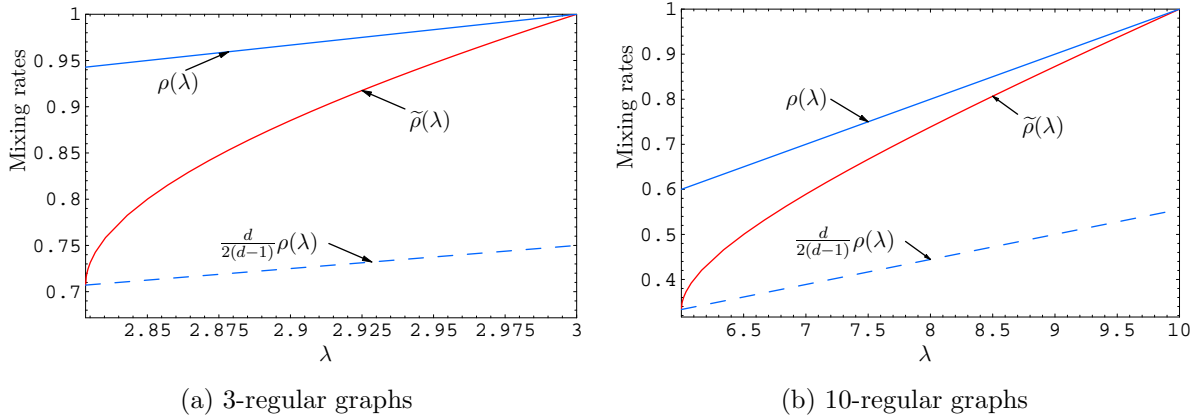 1
0.95
0.9
0.85
0.8
0.75
0.7
Mixing rates
ρ(λ)
ρ̃(λ)
d/2(d−1) ρ(λ)
2.85 2.875 2.9 2.925 2.95 2.975 3
λ
(a) 3-regular graphs
1
0.9
0.8
0.7
0.6
0.5
0.4
Mixing rates
ρ(λ)
ρ̃(λ)
d/2(d−1) ρ(λ)
6.5 7 7.5 8 8.5 9 9.5 10
λ
(b) 10-regular graphs